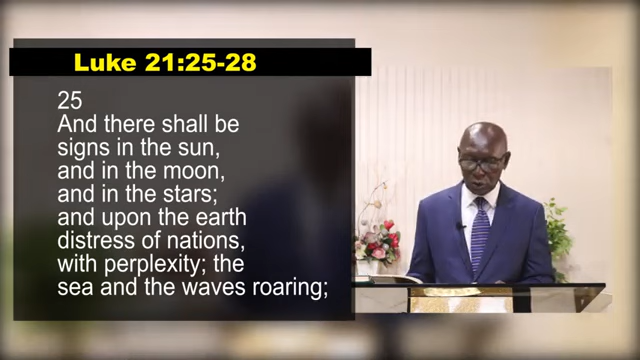 Luke 21:25-28
25
And there shall be
signs in the sun,
and in the moon,
and in the stars;
and upon the earth
distress of nations,
with perplexity; the
sea and the waves roaring;